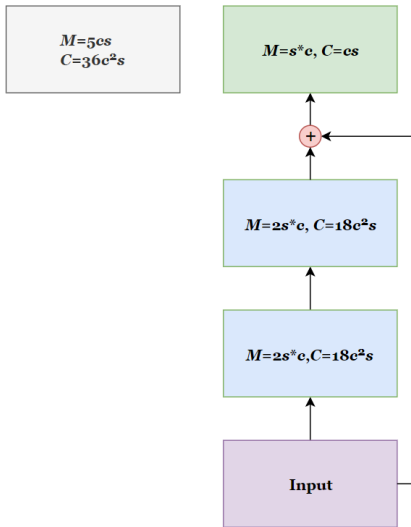 M=5cs
C=36c²s
M=s*c, C=cs
+
M=2s*c, C=18c²s
M=2s*c,C=18c²s
Input